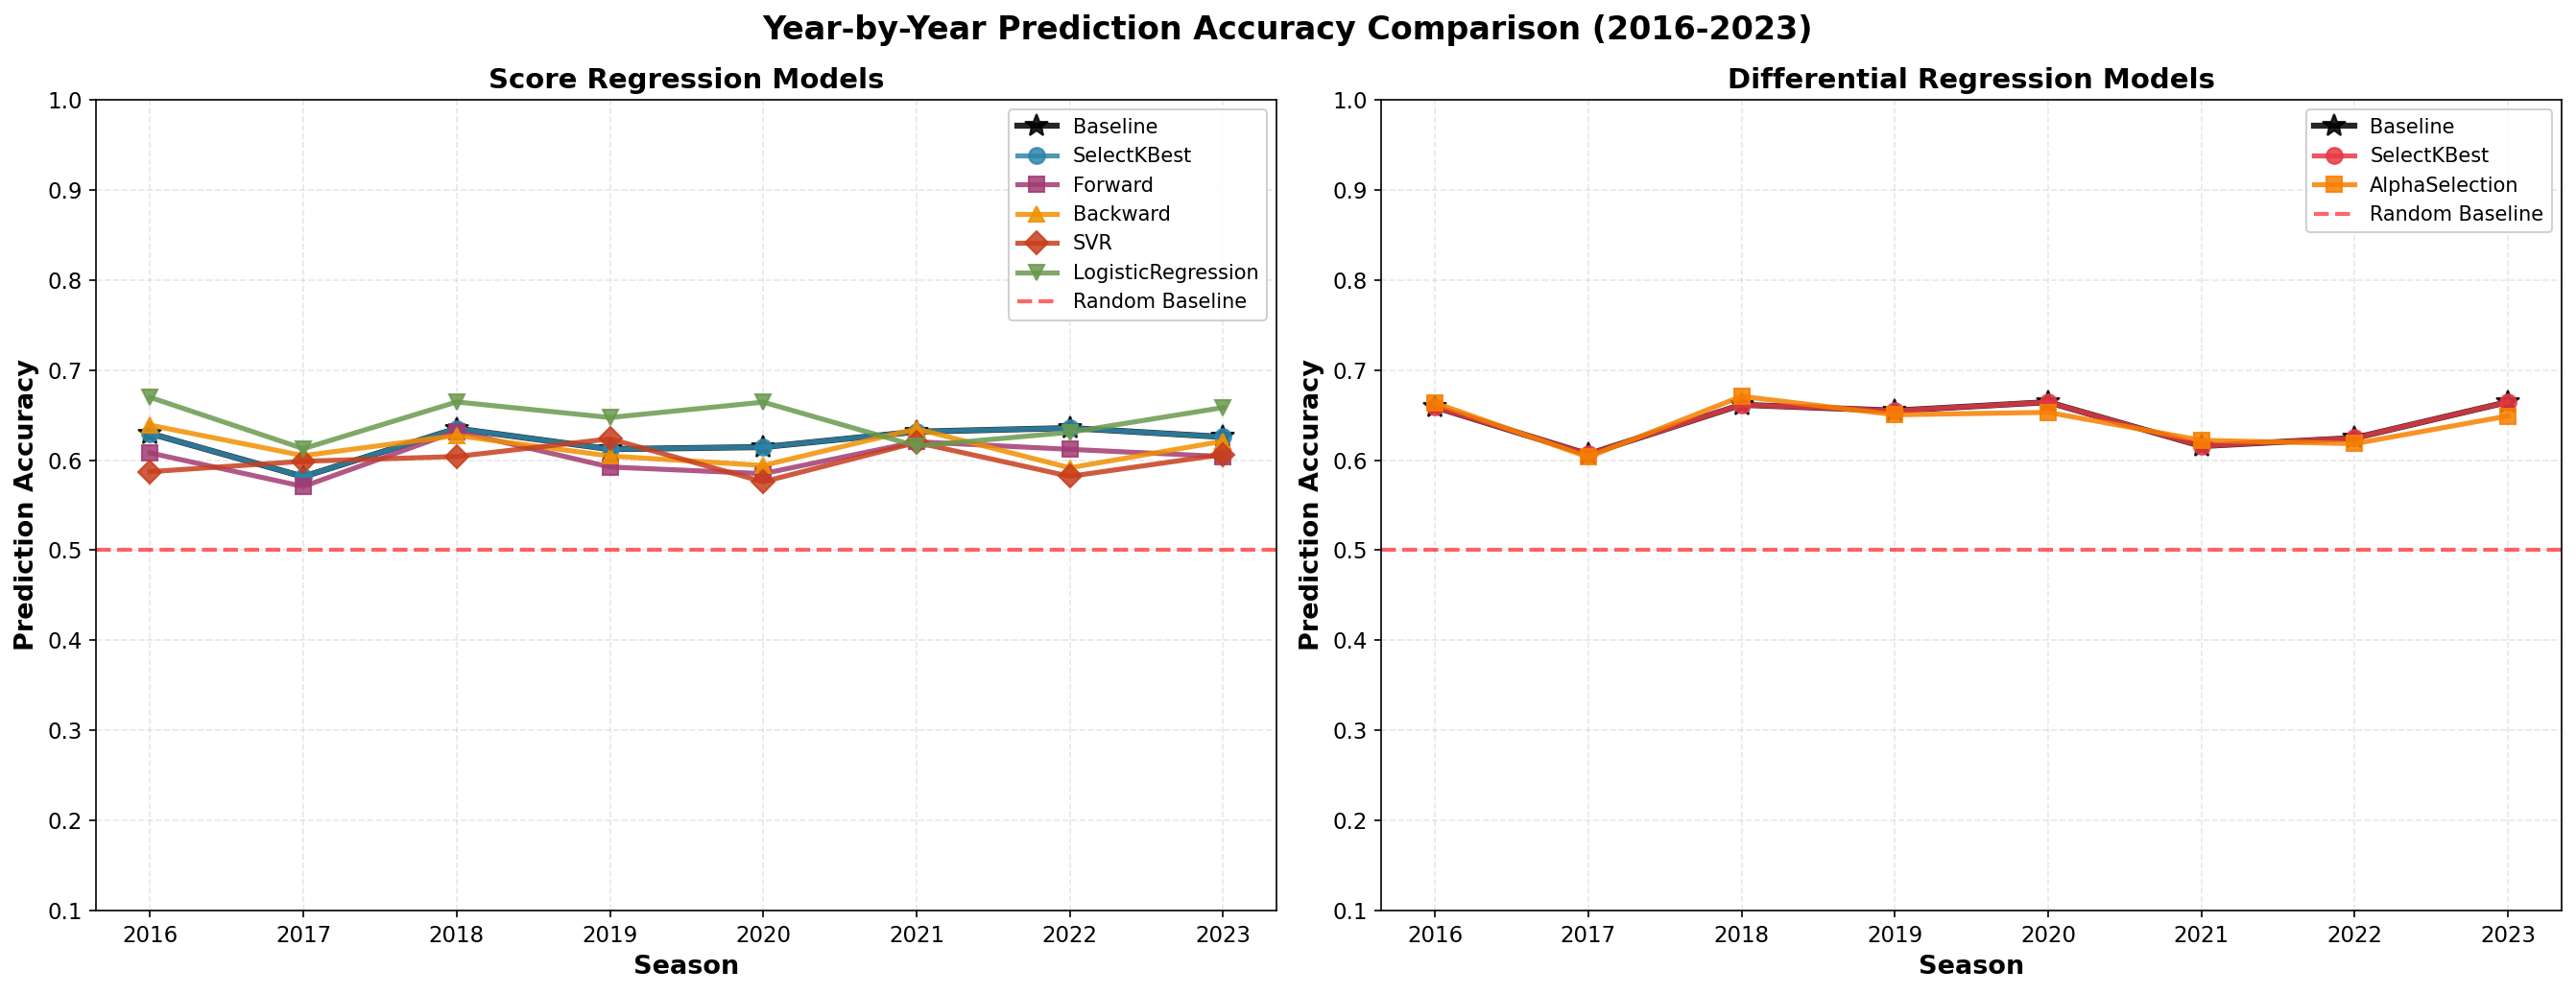 Year-by-Year Prediction Accuracy Comparison (2016-2023)
Score Regression Models
1.0
0.9
0.8
0.7
0.6
0.5
0.4
0.3
0.2
0.1
Prediction Accuracy
Baseline
SelectKBest
Forward
Backward
SVR
LogisticRegression
Random Baseline
2016 2017 2018 2019 2020 2021 2022 2023
Season
Differential Regression Models
1.0
0.9
0.8
0.7
0.6
0.5
0.4
0.3
0.2
0.1
Prediction Accuracy
Baseline
SelectKBest
AlphaSelection
Random Baseline
2016 2017 2018 2019 2020 2021 2022 2023
Season